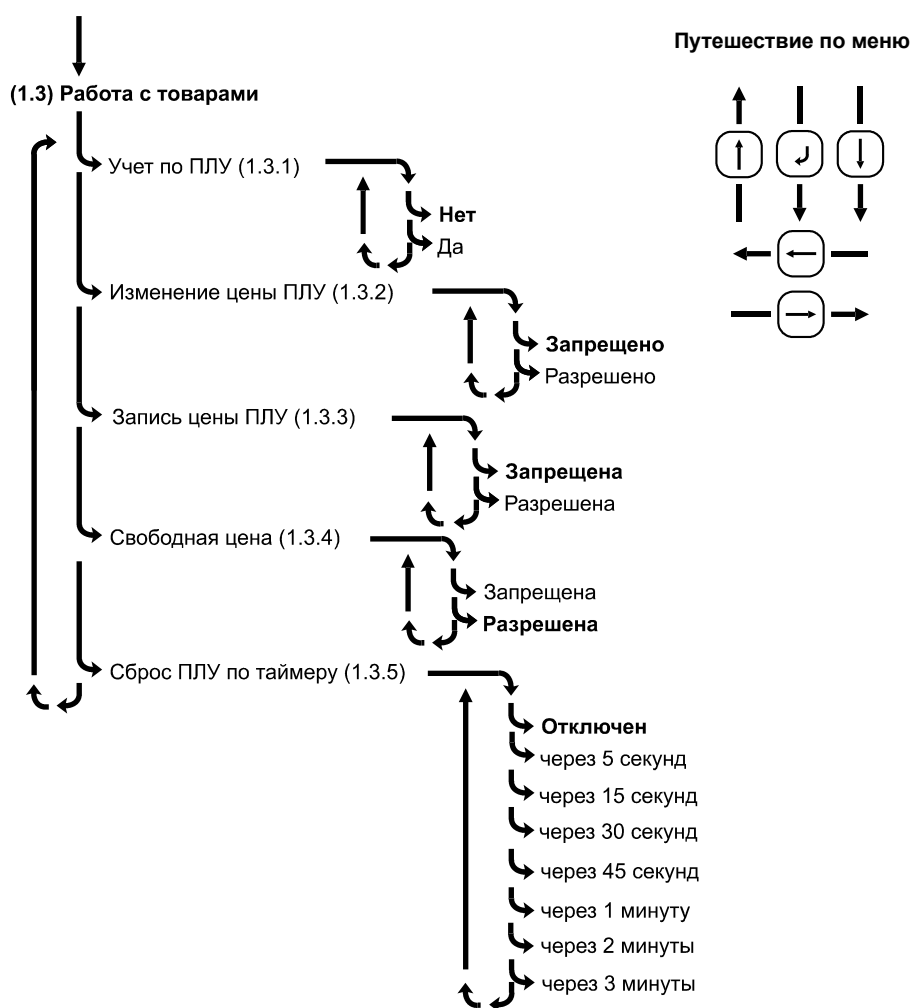 Путешествие по меню
(1.3) Работа с товарами
Учет по ПЛУ (1.3.1)
Нет
Да
Изменение цены ПЛУ (1.3.2)
Запрещено
Разрешено
Запись цены ПЛУ (1.3.3)
Запрещена
Разрешена
Свободная цена (1.3.4)
Запрещена
Разрешена
Сброс ПЛУ по таймеру (1.3.5)
Отключен
через 5 секунд
через 15 секунд
через 30 секунд
через 45 секунд
через 1 минуту
через 2 минуты
через 3 минуты